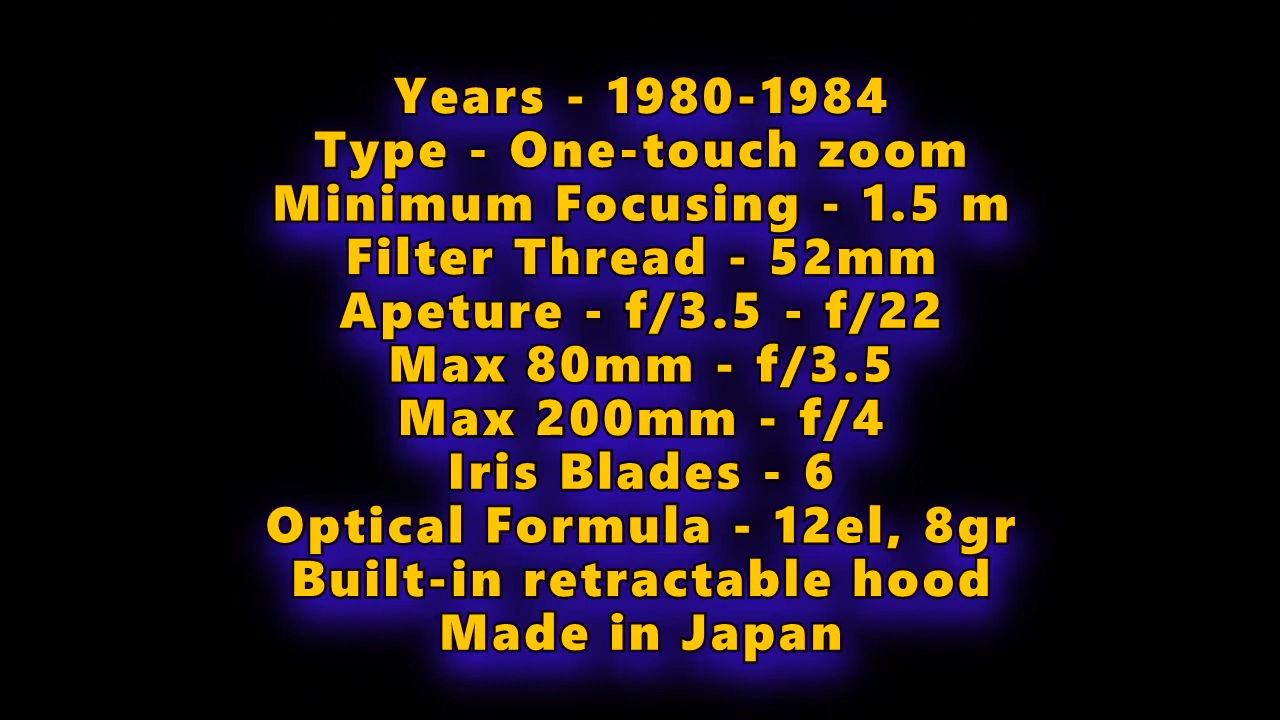 Years - 1980-1984
Type - One-touch zoom
Minimum Focusing - 1.5 m
Filter Thread - 52mm
Apeture - f/3.5 - f/22
Max 80mm - f/3.5
Max 200mm - f/4
Iris Blades - 6
Optical Formula - 12el, 8gr
Built-in retractable hood
Made in Japan